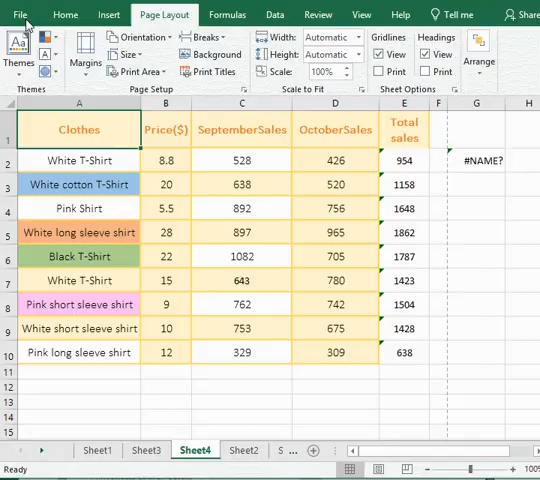 File Home Insert Page Layout Formulas Data Review View Help Tell me Share
Themes Margins Orientation Size Print Area Breaks Background Print Titles Width: Automatic Height: Automatic Scale: 100% Gridlines View Print Headings View Print Arrange
Themes Page Setup Scale to Fit Sheet Options
A B C D E F G H
1 Clothes Price($) SeptemberSales OctoberSales Total sales
2 White T-Shirt 8.8 528 426 954 #NAME?
3 White cotton T-Shirt 20 638 520 1158
4 Pink Shirt 5.5 892 756 1648
5 White long sleeve shirt 28 897 965 1862
6 Black T-Shirt 22 1082 705 1787
7 White T-Shirt 15 643 780 1423
8 Pink short sleeve shirt 9 762 742 1504
9 White short sleeve shirt 10 753 675 1428
10 Pink long sleeve shirt 12 329 309 638
11
12
13
14
15
Sheet1 Sheet3 Sheet4 Sheet2 S ...
Ready 100%